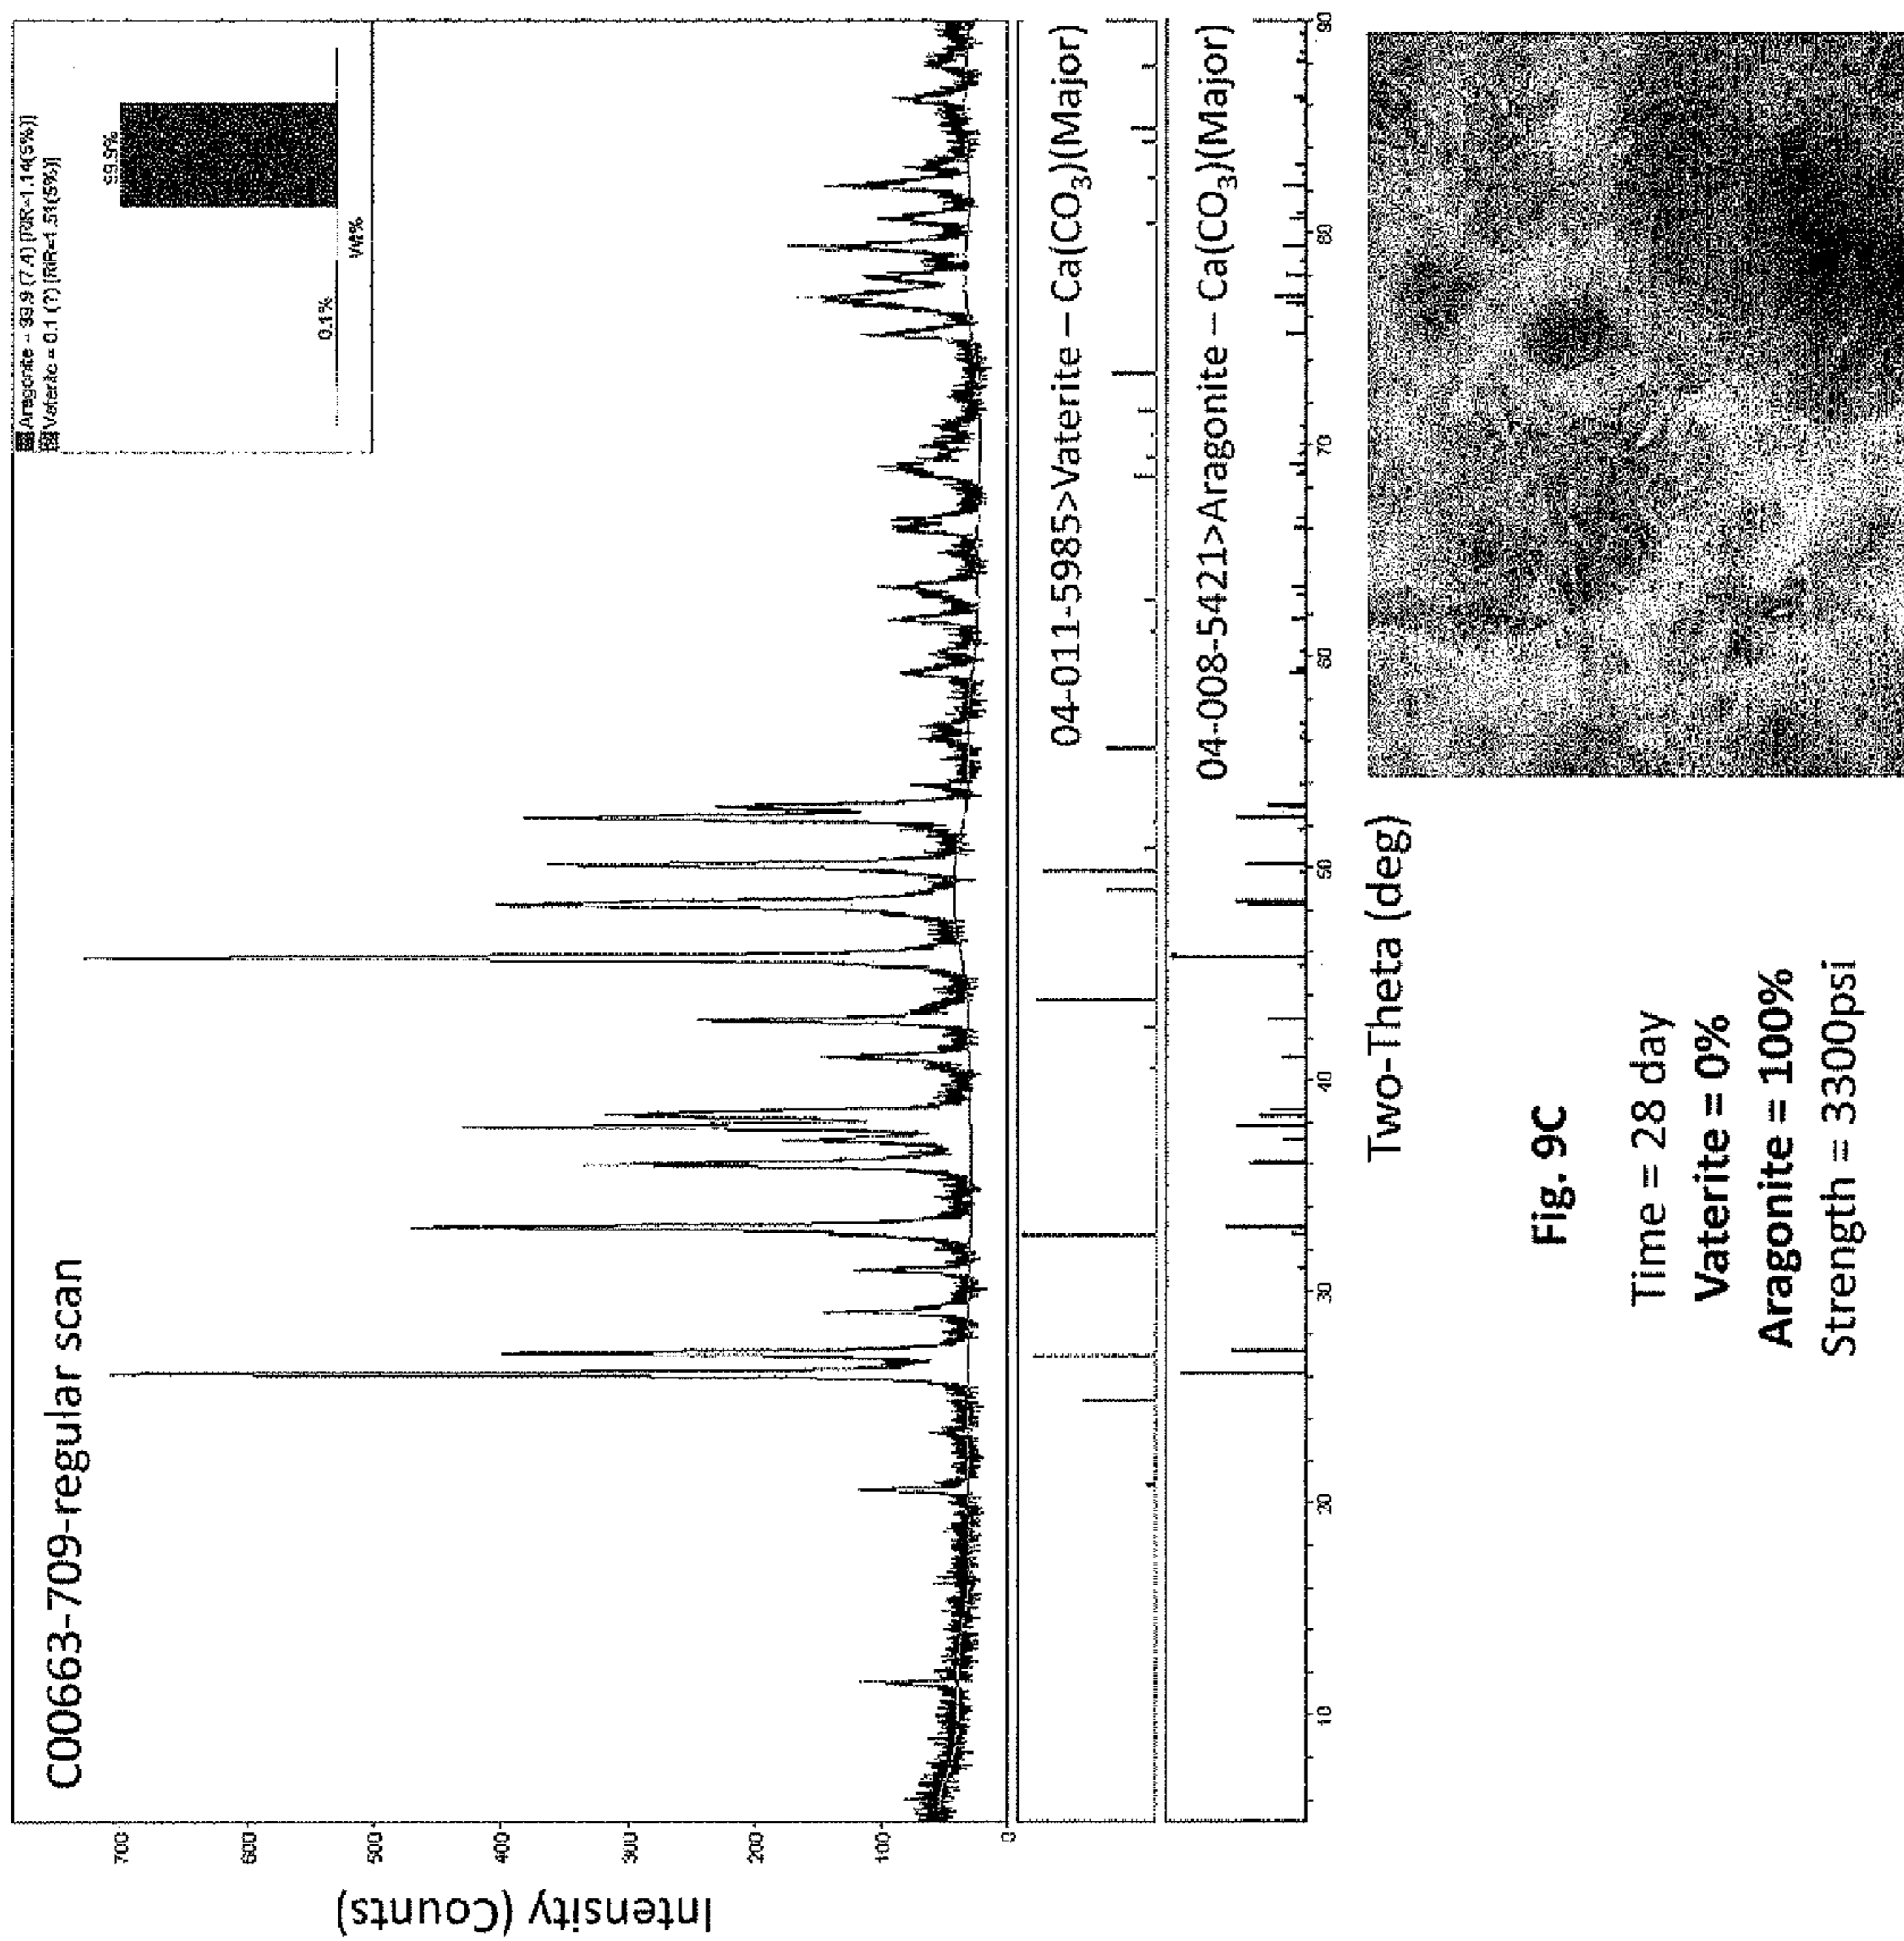 C00663-709-regular scan
Aragonite - 99.9 (7.4) [RIR=1.14(5%)]
Vaterite = 0.1 (?) [RIR=1.51(5%)]
99.9%
0.1%
Wt%
Intensity (Counts)
700
600
500
400
300
200
100
0
04-011-5985>Vaterite – Ca(CO₃)(Major)
04-008-5421>Aragonite – Ca(CO₃)(Major)
10 20 30 40 50 60 70 80 90
Two-Theta (deg)
Fig. 9C
Time = 28 day
Vaterite = 0%
Aragonite = 100%
Strength = 3300psi